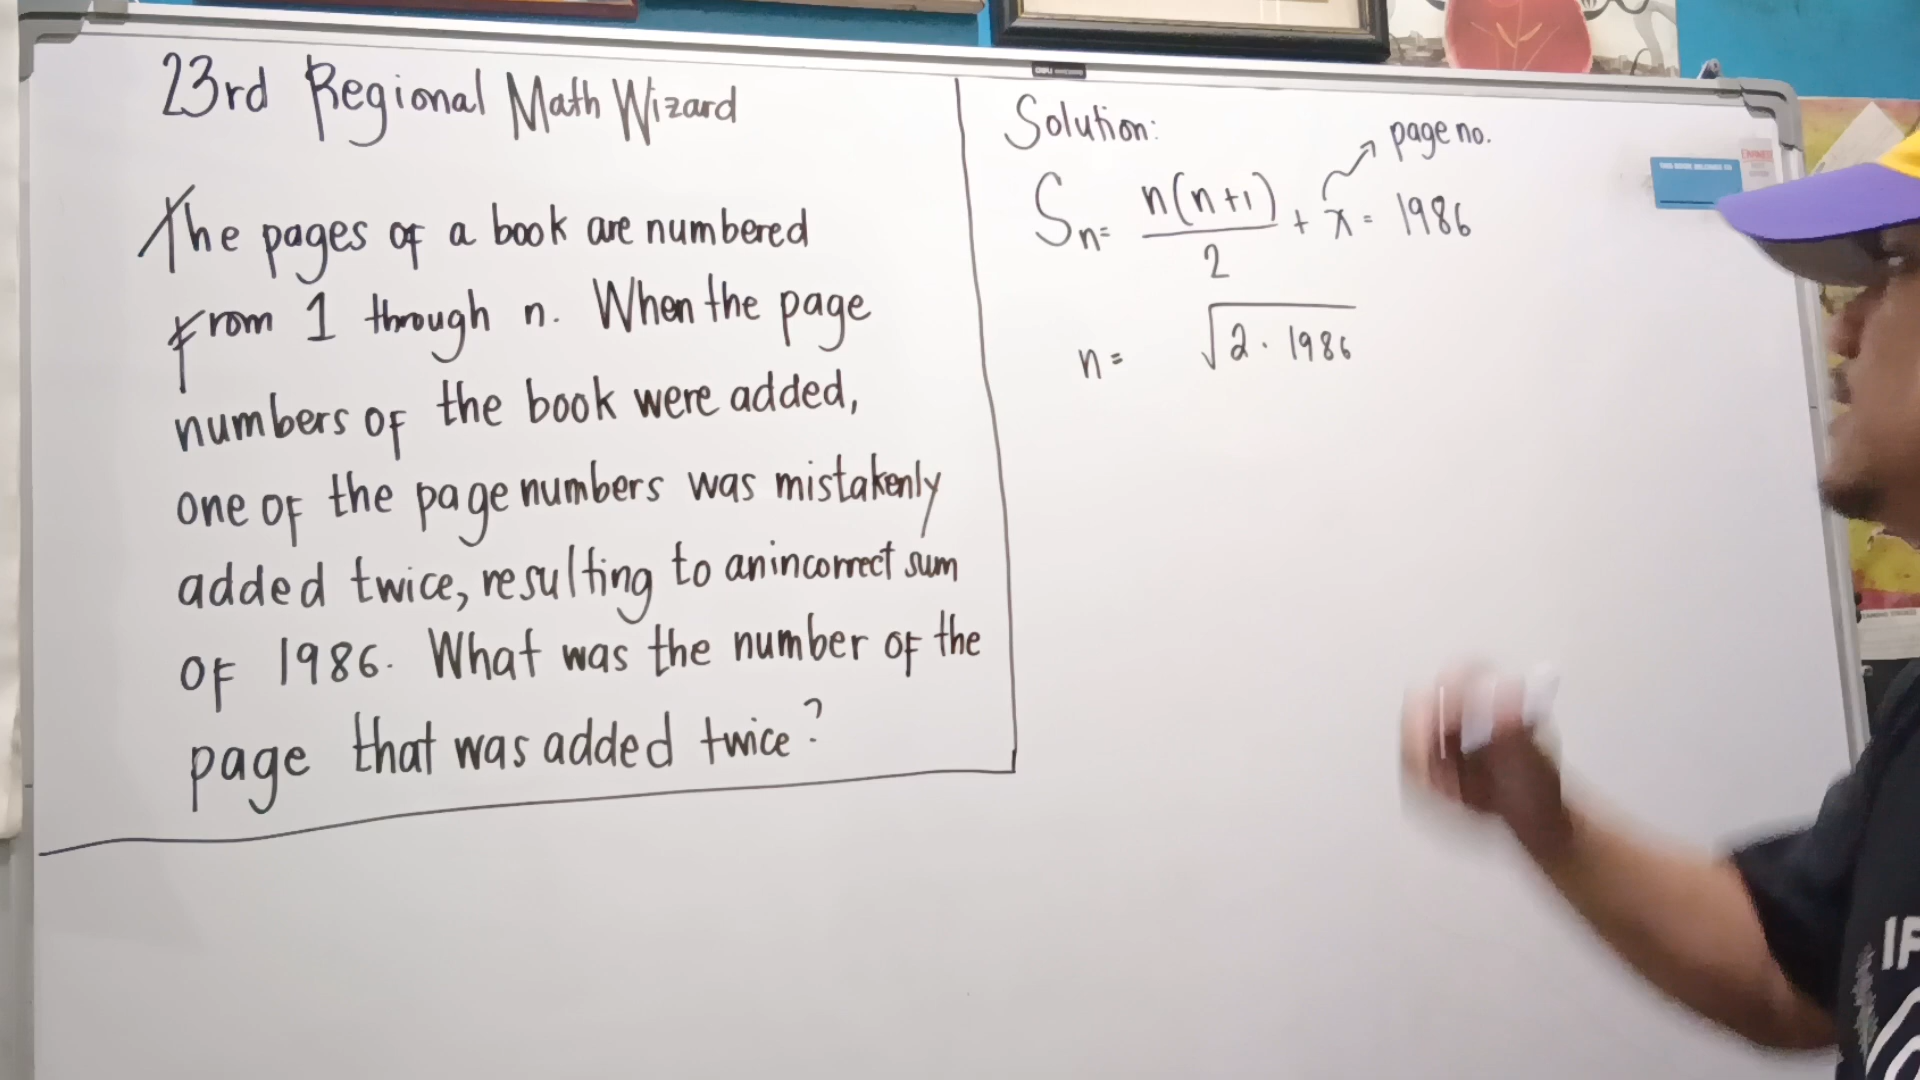 23rd Regional Math Wizard
The pages of a book are numbered
from 1 through n. When the page
numbers of the book were added,
one of the page numbers was mistakenly
added twice, resulting to an incorrect sum
of 1986. What was the number of the
page that was added twice?
Solution:
page no.
Sn= n(n+1)/2 + x = 1986
n= √2 · 1986